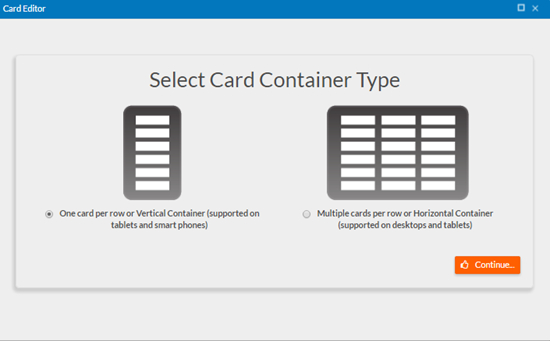 Card Editor
Select Card Container Type
One card per row or Vertical Container (supported on
tablets and smart phones)
Multiple cards per row or Horizontal Container
(supported on desktops and tablets)
Continue...